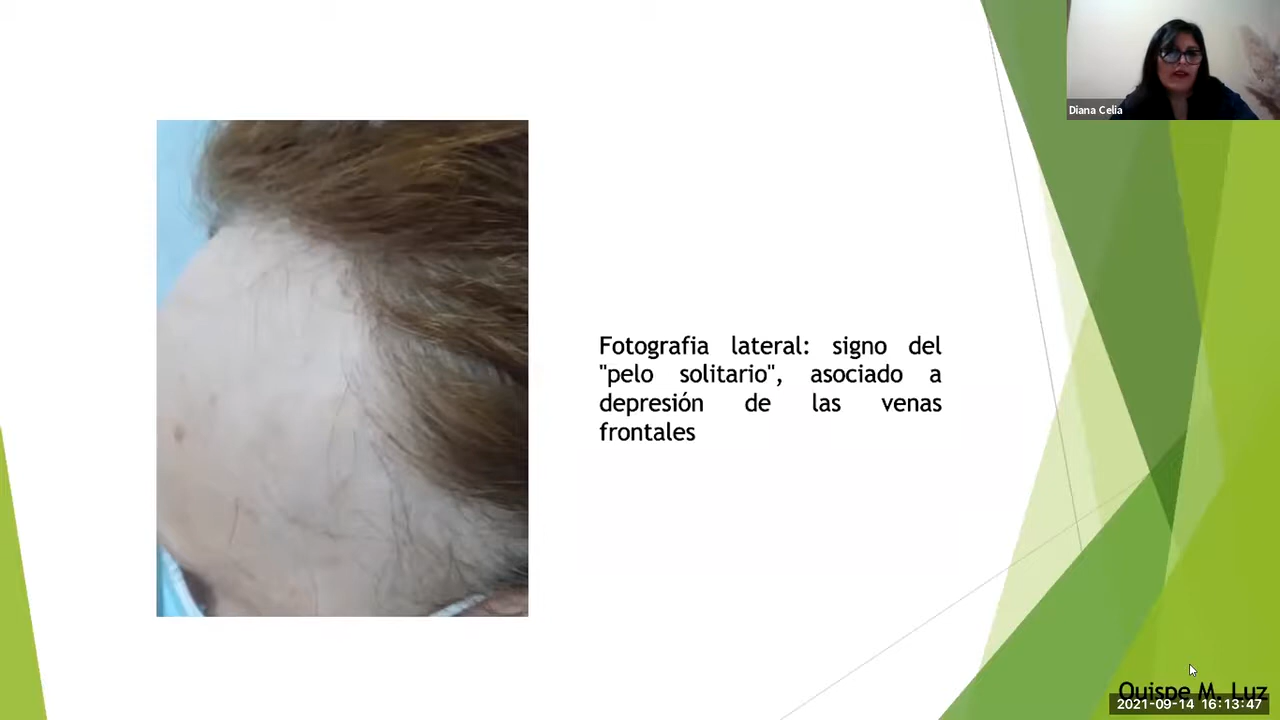 Diana Celia
Fotografia lateral: signo del
"pelo solitario", asociado a
depresión de las venas
frontales
Quispe M. Luz
2021-09-14 16:13:47